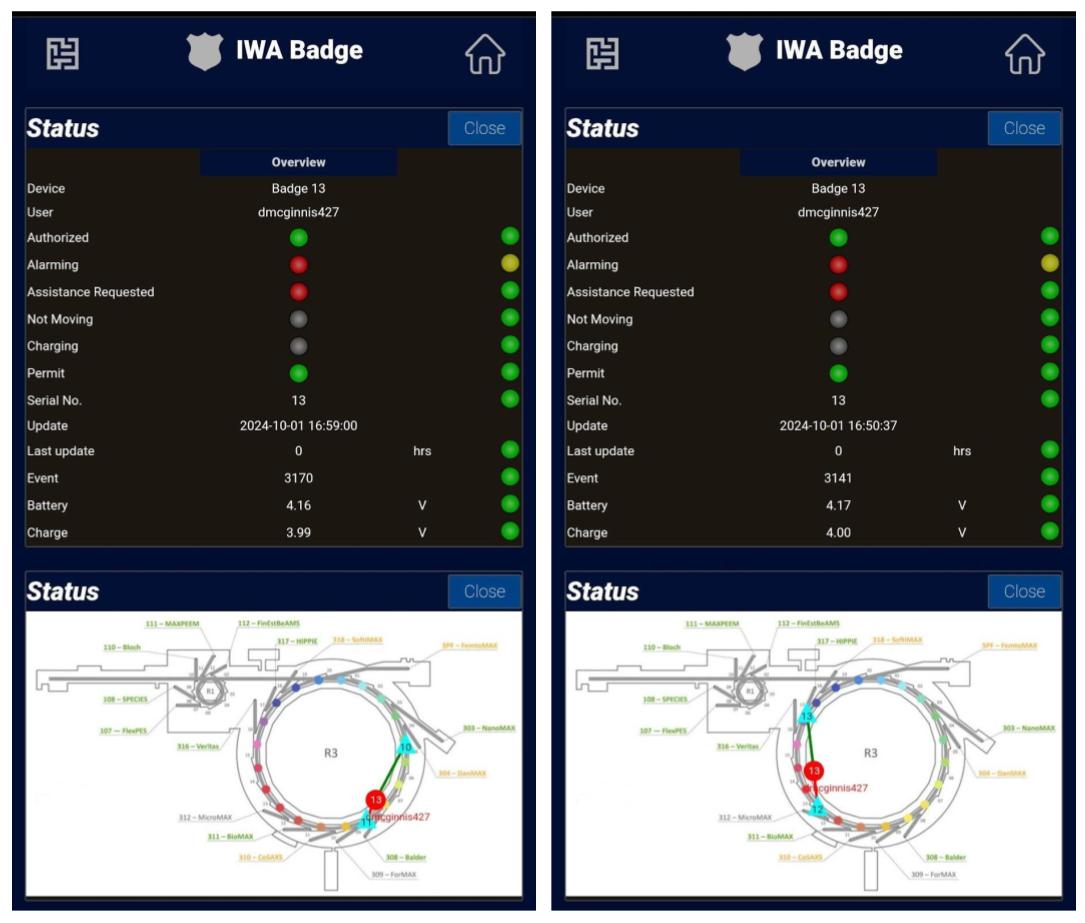 IWA Badge
Status Close
Overview
Device Badge 13
User dmcginnis427
Authorized
Alarming
Assistance Requested
Not Moving
Charging
Permit
Serial No. 13
Update 2024-10-01 16:59:00
Last update 0 hrs
Event 3170
Battery 4.16 V
Charge 3.99 V
Status Close
111 – MAXPEEM
112 – FinEstBeAMS
110 – Bloch
317 – HIPPIE
318 – SoftiMAX
SPF – FemtoMAX
R1
108 – SPECIES
107 – FlexPES
316 – Veritas
303 – NanoMAX
10
R3
304 – DanMAX
13
11
dmcginnis427
312 – MicroMAX
311 – BioMAX
310 – CoSAXS
308 – Balder
309 – ForMAX
IWA Badge
Status Close
Overview
Device Badge 13
User dmcginnis427
Authorized
Alarming
Assistance Requested
Not Moving
Charging
Permit
Serial No. 13
Update 2024-10-01 16:50:37
Last update 0 hrs
Event 3141
Battery 4.17 V
Charge 4.00 V
Status Close
111 – MAXPEEM
112 – FinEstBeAMS
110 – Bloch
317 – HIPPIE
318 – SoftiMAX
SPF – FemtoMAX
R1
108 – SPECIES
107 – FlexPES
13
316 – Veritas
303 – NanoMAX
R3
304 – DanMAX
13
dmcginnis427
12
312 – MicroMAX
311 – BioMAX
310 – CoSAXS
308 – Balder
309 – ForMAX